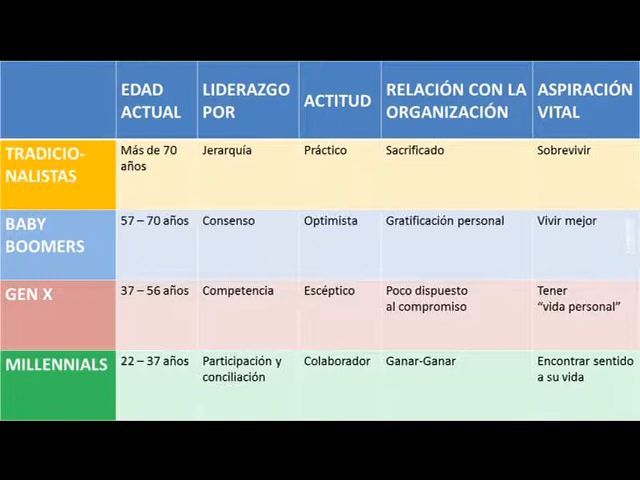 EDAD ACTUAL
LIDERAZGO POR
ACTITUD
RELACIÓN CON LA ORGANIZACIÓN
ASPIRACIÓN VITAL
TRADICIO-
NALISTAS
Más de 70
años
Jerarquía
Práctico
Sacrificado
Sobrevivir
BABY
BOOMERS
57 – 70 años
Consenso
Optimista
Gratificación personal
Vivir mejor
GEN X
37 – 56 años
Competencia
Escéptico
Poco dispuesto
al compromiso
Tener
“vida personal”
MILLENNIALS
22 – 37 años
Participación y
conciliación
Colaborador
Ganar-Ganar
Encontrar sentido
a su vida